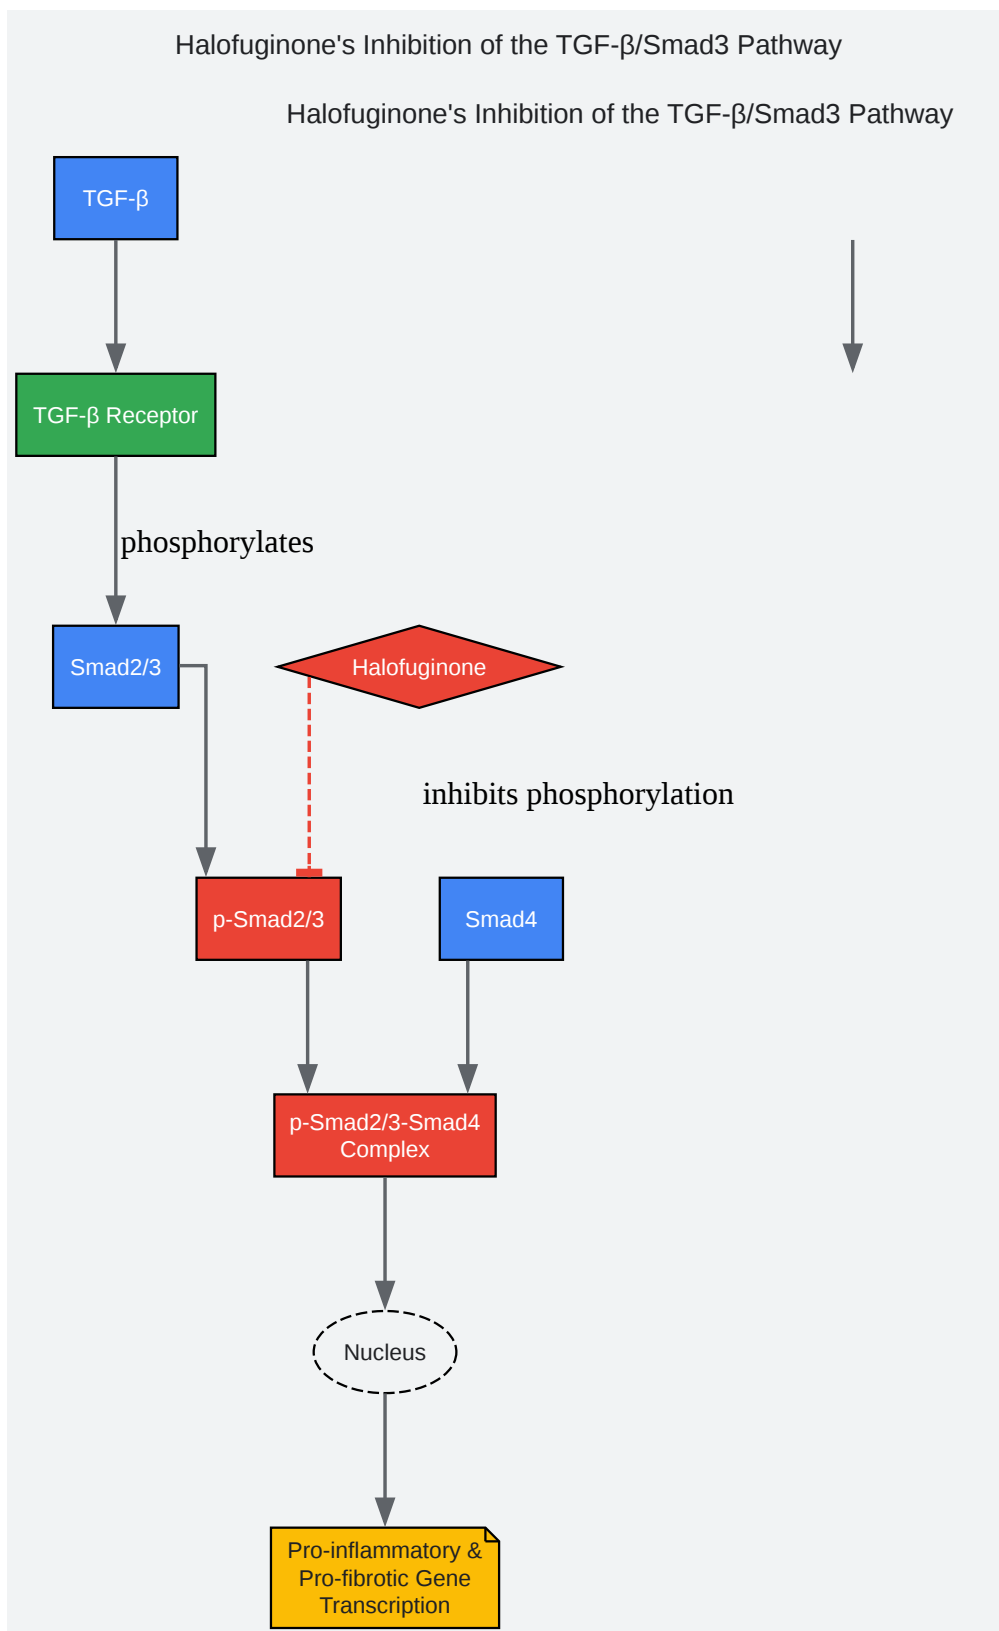 Halofuginone's Inhibition of the TGF-β/Smad3 Pathway
Halofuginone's Inhibition of the TGF-β/Smad3 Pathway
TGF-β
TGF-β Receptor
phosphorylates
Smad2/3
Halofuginone
inhibits phosphorylation
p-Smad2/3
Smad4
p-Smad2/3-Smad4
Complex
Nucleus
Pro-inflammatory &
Pro-fibrotic Gene
Transcription